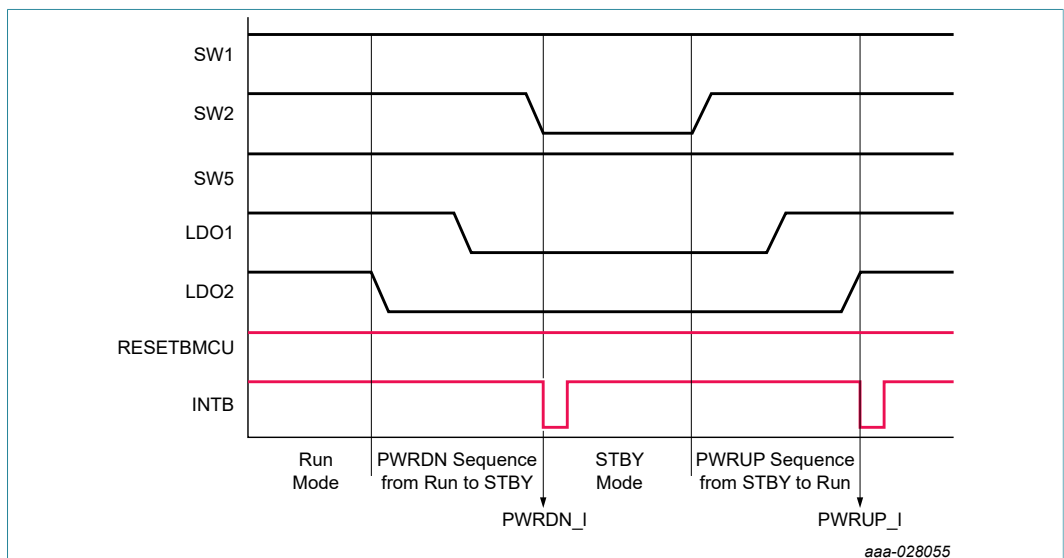 SW1
SW2
SW5
LDO1
LDO2
RESETBMCU
INTB
Run
Mode
PWRDN Sequence
from Run to STBY
STBY
Mode
PWRUP Sequence
from STBY to Run
PWRDN_I
PWRUP_I
aaa-028055